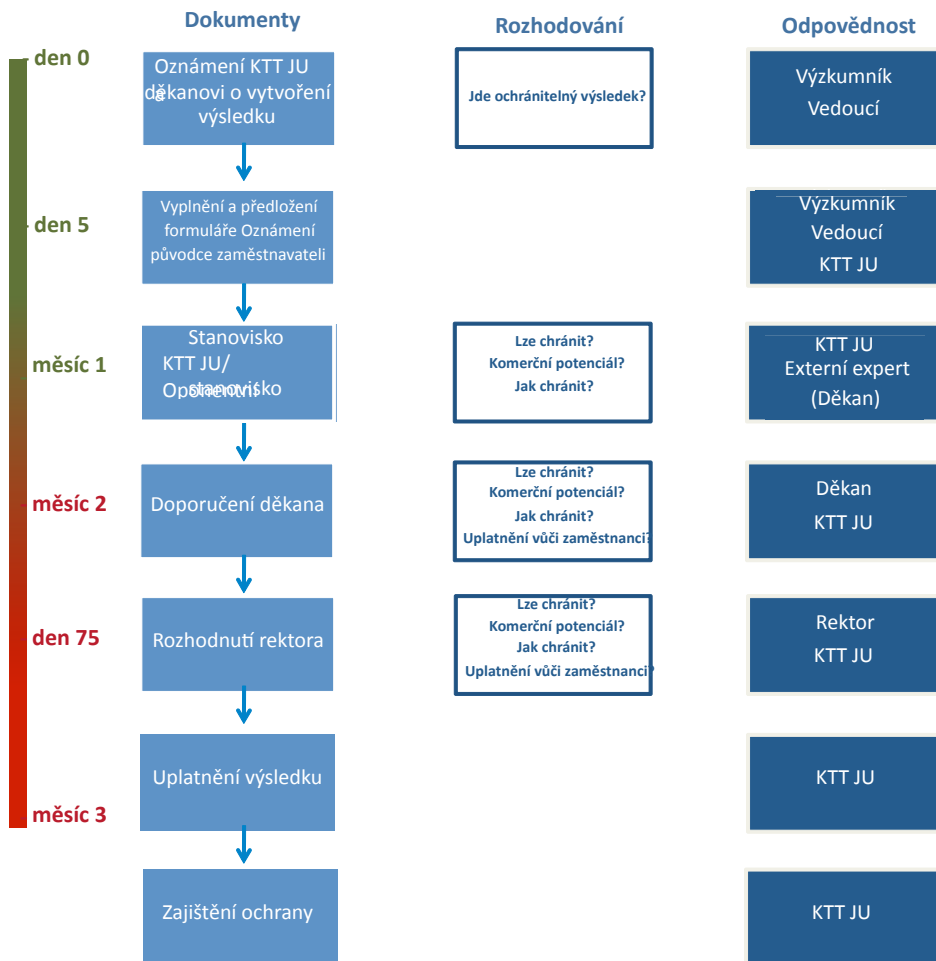 Dokumenty
Rozhodování
Odpovědnost
den 0
Oznámení KTT JU
a
děkanovi o vytvoření
výsledku
Jde ochránitelný výsledek?
Výzkumník
Vedoucí
den 5
Vyplnění a předložení
formuláře Oznámení
původce zaměstnavateli
Výzkumník
Vedoucí
KTT JU
měsíc 1
Stanovisko
KTT JU/
Oponentní
stanovisko
Lze chránit?
Komerční potenciál?
Jak chránit?
KTT JU
Externí expert
(Děkan)
měsíc 2
Doporučení děkana
Lze chránit?
Komerční potenciál?
Jak chránit?
Uplatnění vůči zaměstnanci?
Děkan
KTT JU
den 75
Rozhodnutí rektora
Lze chránit?
Komerční potenciál?
Jak chránit?
Uplatnění vůči zaměstnanci?
Rektor
KTT JU
Uplatnění výsledku
KTT JU
měsíc 3
Zajištění ochrany
KTT JU